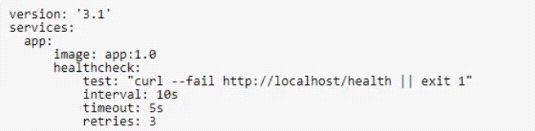 version: '3.1'
services:
  app:
      image: app:1.0
      healthcheck:
          test: "curl --fail http://localhost/health || exit 1"
          interval: 10s
          timeout: 5s
          retries: 3